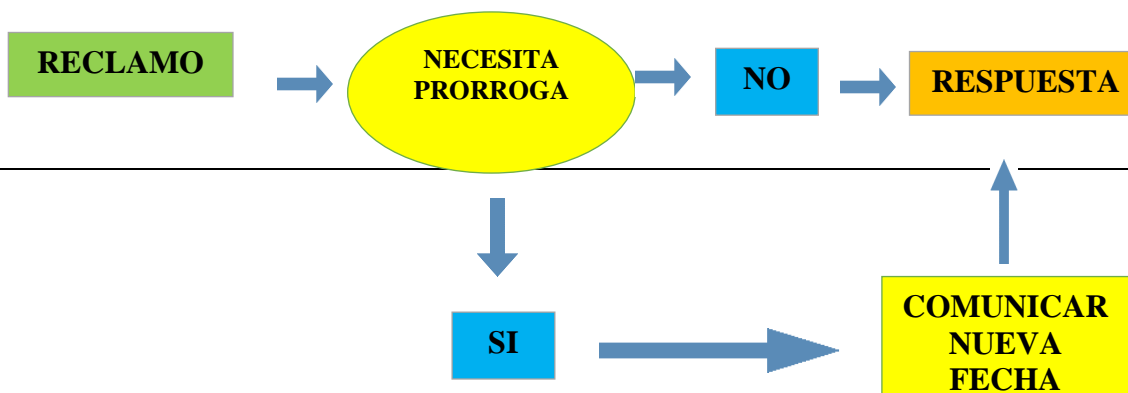 RECLAMO
NECESITA
PRORROGA
NO
RESPUESTA
SI
COMUNICAR
NUEVA
FECHA